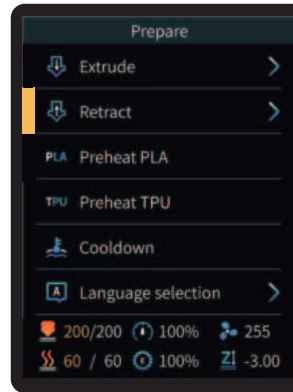 Prepare
Extrude
Retract
PLA Preheat PLA
TPU Preheat TPU
Cooldown
A Language selection
200/200 100% 255
60 / 60 E 100% Z -3.00